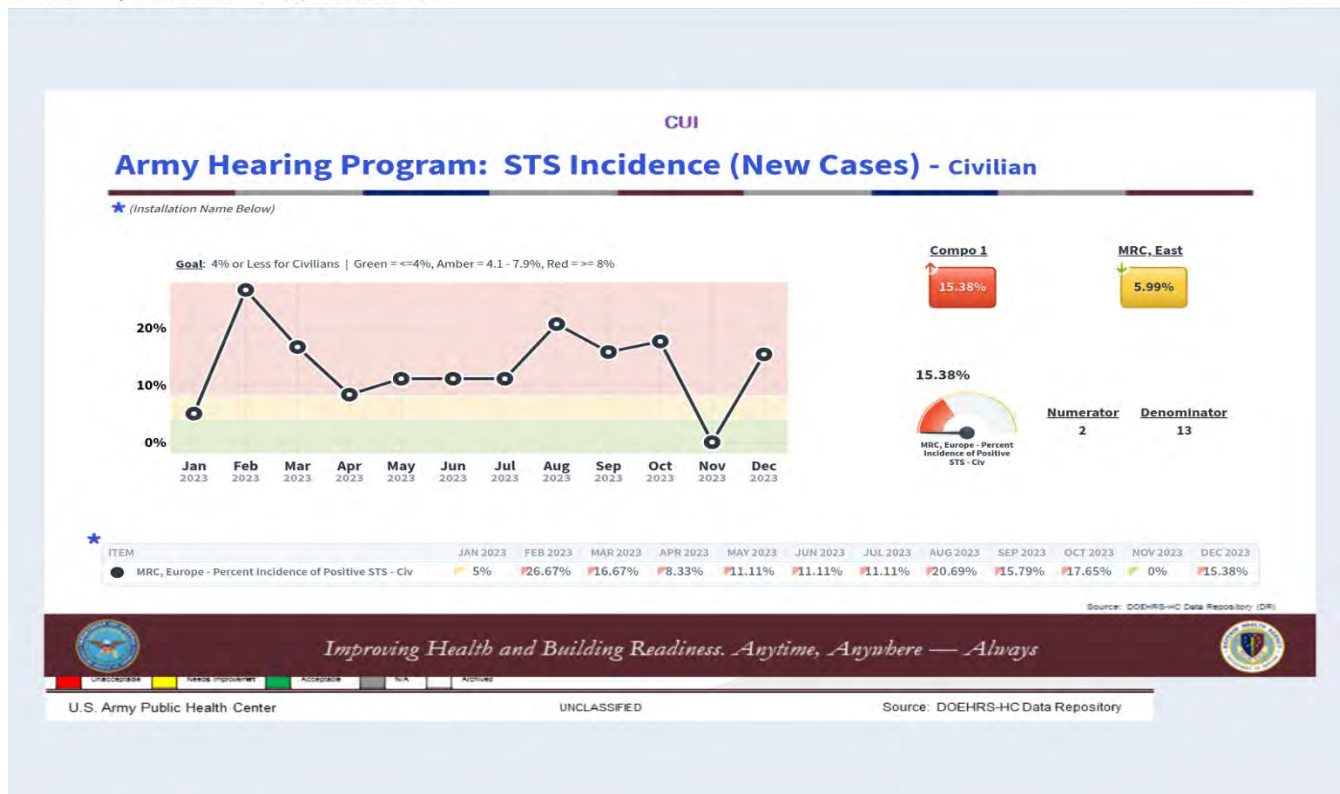 CUI
Army Hearing Program: STS Incidence (New Cases) - Civilian
* (Installation Name Below)
Goal: 4% or Less for Civilians | Green = <=4%, Amber = 4.1 - 7.9%, Red = >= 8%
20%
10%
0%
Jan Feb Mar Apr May Jun Jul Aug Sep Oct Nov Dec
2023 2023 2023 2023 2023 2023 2023 2023 2023 2023 2023 2023
Compo 1 MRC, East
15.38% 5.99%
15.38%
MRC, Europe - Percent
Incidence of Positive
STS - Civ
Numerator Denominator
2 13
*
ITEM JAN 2023 FEB 2023 MAR 2023 APR 2023 MAY 2023 JUN 2023 JUL 2023 AUG 2023 SEP 2023 OCT 2023 NOV 2023 DEC 2023
MRC, Europe - Percent Incidence of Positive STS - Civ 5% 26.67% 16.67% 8.33% 11.11% 11.11% 11.11% 20.69% 15.79% 17.65% 0% 15.38%
Source: DOEHRS-HC Data Repository (DR)
Improving Health and Building Readiness. Anytime, Anywhere — Always
Unacceptable Needs Improvement Acceptable N/A Archived
U.S. Army Public Health Center UNCLASSIFIED Source: DOEHRS-HC Data Repository